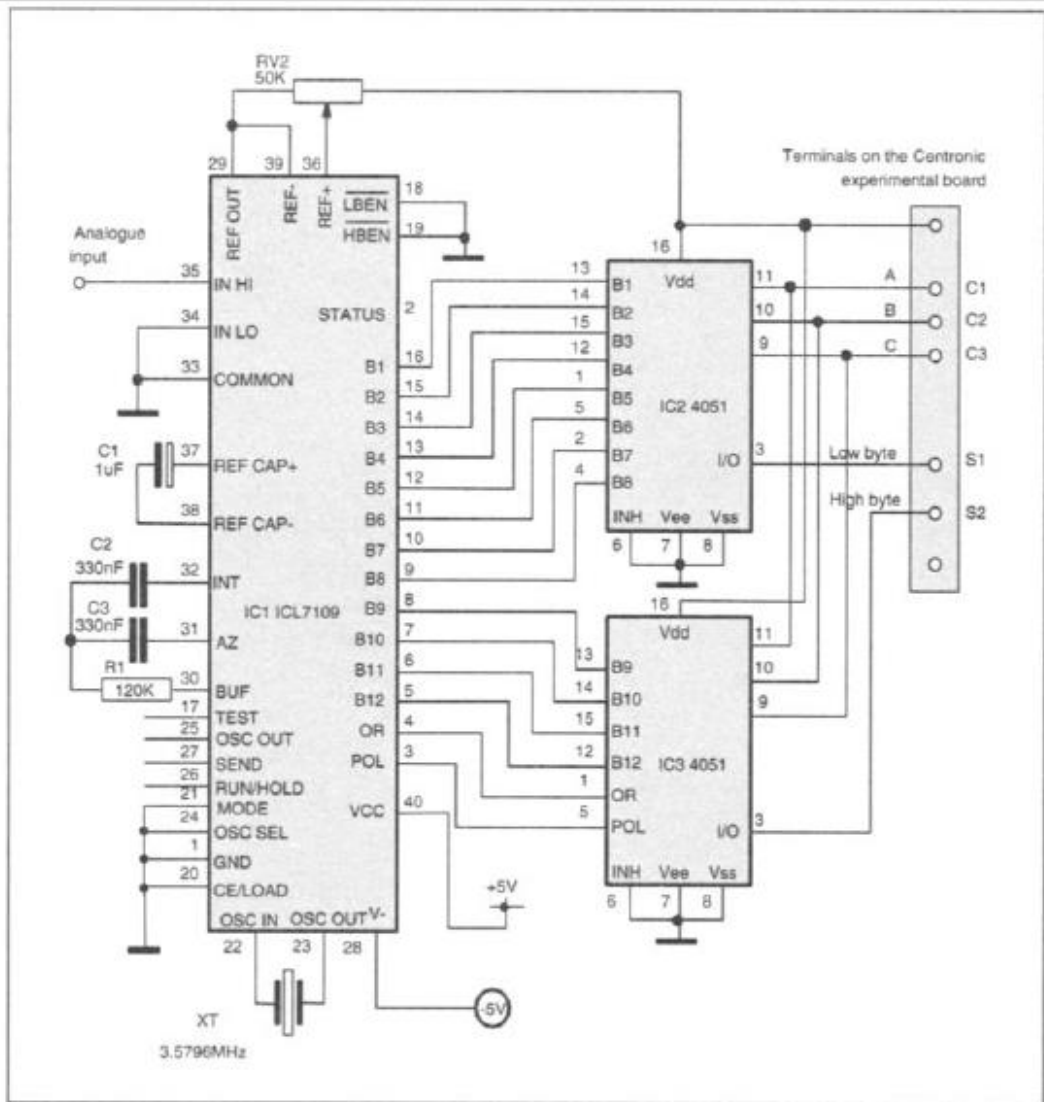 RV2
50K
Terminals on the Centronic
experimental board
29
39
36
REF OUT
REF-
REF+
18
LBEN
19
HBEN
Analogue
input
35
IN HI
34
IN LO
33
COMMON
C1
1uF
37
REF CAP+
38
REF CAP-
C2
330nF
32
INT
C3
330nF
31
AZ
R1
120K
30
BUF
17
TEST
25
OSC OUT
27
SEND
26
RUN/HOLD
21
MODE
24
OSC SEL
1
GND
20
CE/LOAD
OSC IN
OSC OUT
V-
22
23
28
XT
3.5796MHz
-5V
+5V
IC1 ICL7109
STATUS
2
B1
16
B2
15
B3
14
B4
13
B5
12
B6
11
B7
10
B8
9
B9
8
B10
7
B11
6
B12
5
OR
4
POL
3
VCC
40
16
Vdd
13
B1
14
B2
15
B3
12
B4
1
B5
5
B6
2
B7
4
B8
IC2 4051
11
A
C1
10
B
C2
9
C
C3
I/O
3
Low byte
S1
High byte
S2
INH
Vee
Vss
6
7
8
16
Vdd
11
10
9
13
B9
14
B10
15
B11
12
B12
1
OR
5
POL
IC3 4051
I/O
3
INH
Vee
Vss
6
7
8